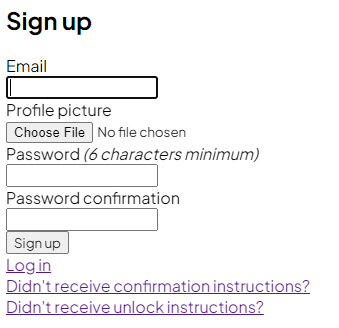 Sign up
Email
Profile picture
Choose File No file chosen
Password (6 characters minimum)
Password confirmation
Sign up
Log in
Didn't receive confirmation instructions?
Didn't receive unlock instructions?